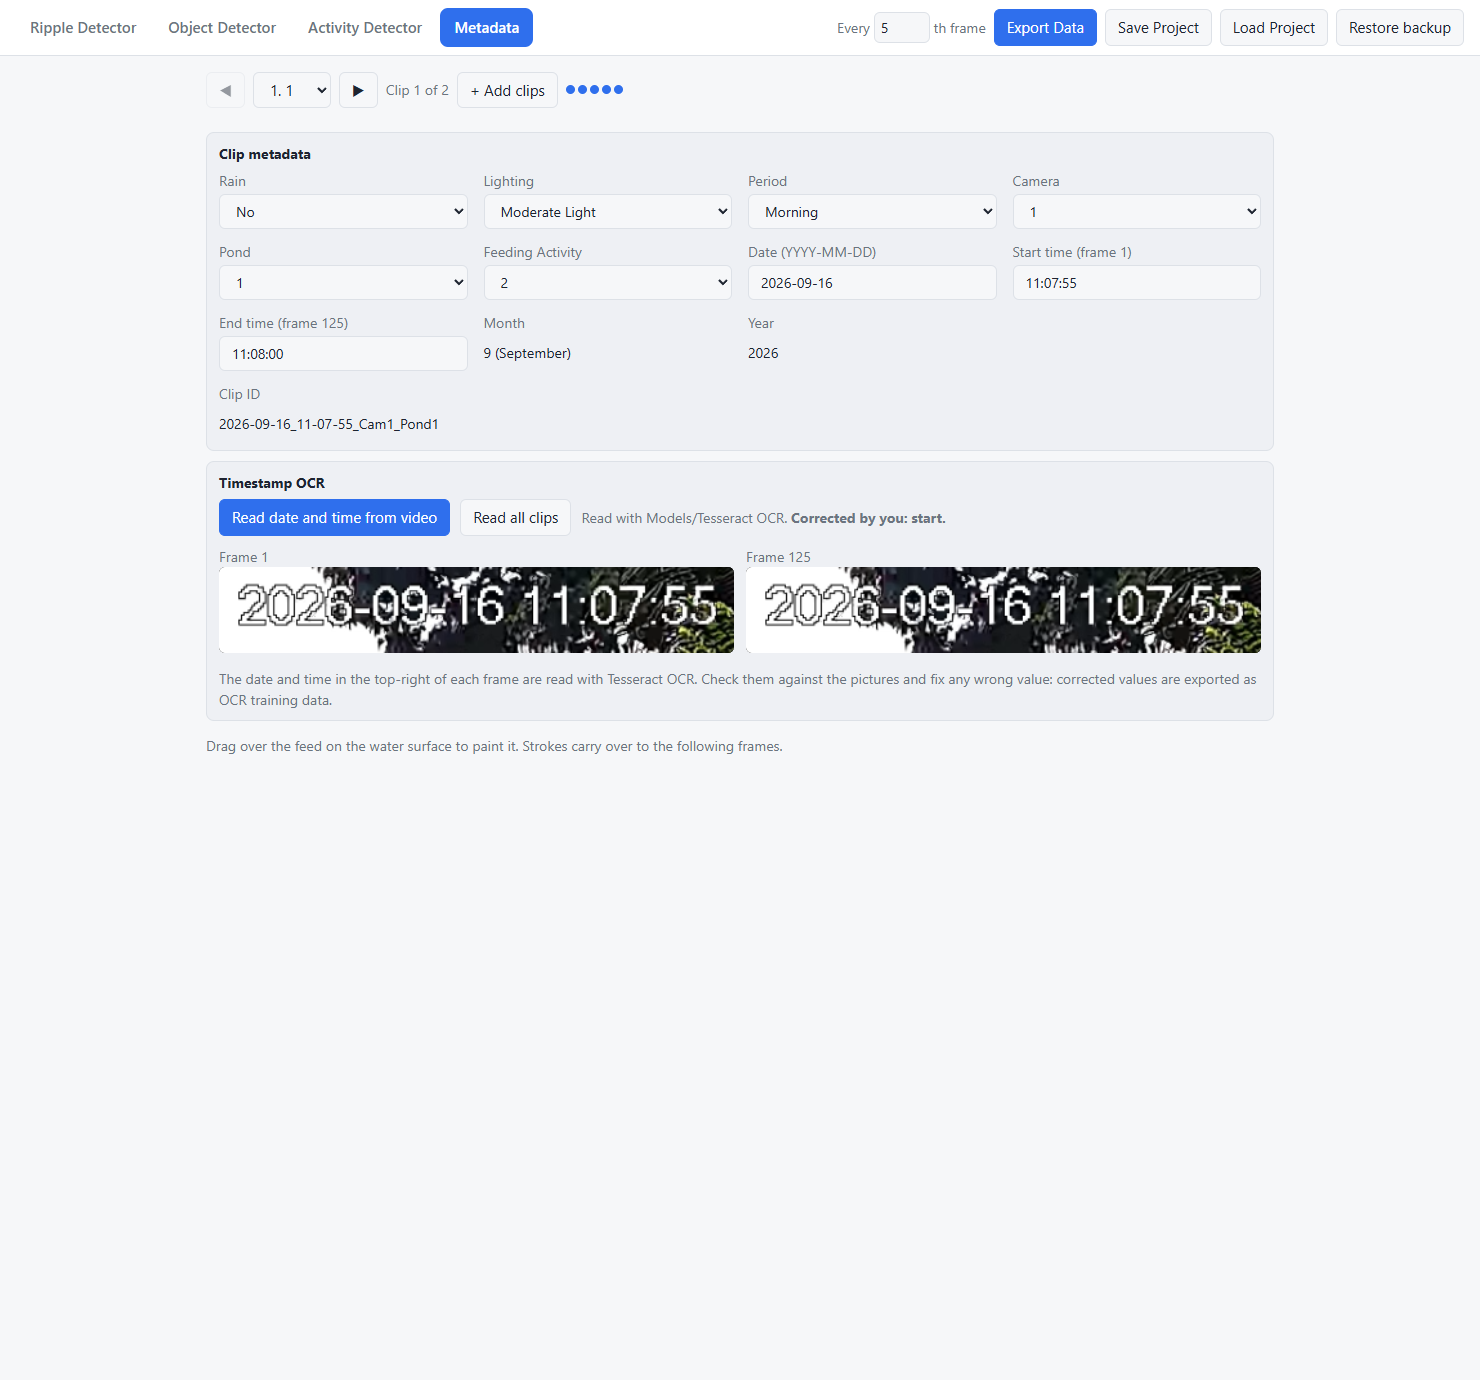 Ripple Detector Object Detector Activity Detector Metadata Every 5 th frame Export Data Save Project Load Project Restore backup
◀ 1. 1 ▶ Clip 1 of 2 + Add clips
Clip metadata
Rain Lighting Period Camera
No Moderate Light Morning 1
Pond Feeding Activity Date (YYYY-MM-DD) Start time (frame 1)
1 2 2026-09-16 11:07:55
End time (frame 125) Month Year
11:08:00 9 (September) 2026
Clip ID
2026-09-16_11-07-55_Cam1_Pond1
Timestamp OCR
Read date and time from video Read all clips Read with Models/Tesseract OCR. Corrected by you: start.
Frame 1 Frame 125
2026-09-16 11:07:55 2026-09-16 11:07:55
The date and time in the top-right of each frame are read with Tesseract OCR. Check them against the pictures and fix any wrong value: corrected values are exported as
OCR training data.
Drag over the feed on the water surface to paint it. Strokes carry over to the following frames.